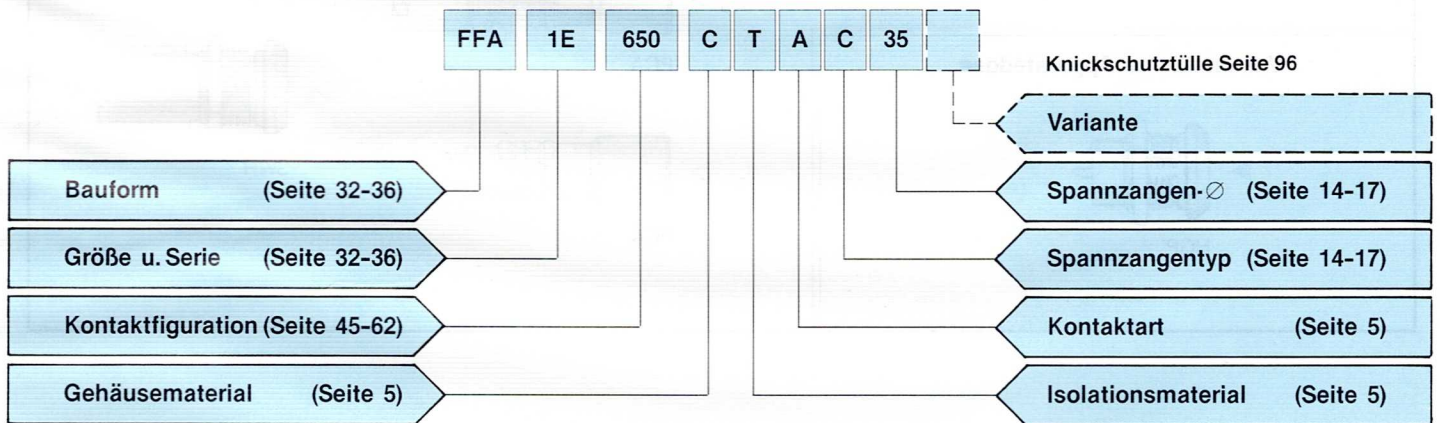 FFA 1E 650 C T A C 35
Knickschutztülle Seite 96
Variante
Bauform (Seite 32-36)
Spannzangen-∅ (Seite 14-17)
Größe u. Serie (Seite 32-36)
Spannzangentyp (Seite 14-17)
Kontaktfiguration (Seite 45-62)
Kontaktart (Seite 5)
Gehäusematerial (Seite 5)
Isolationsmaterial (Seite 5)